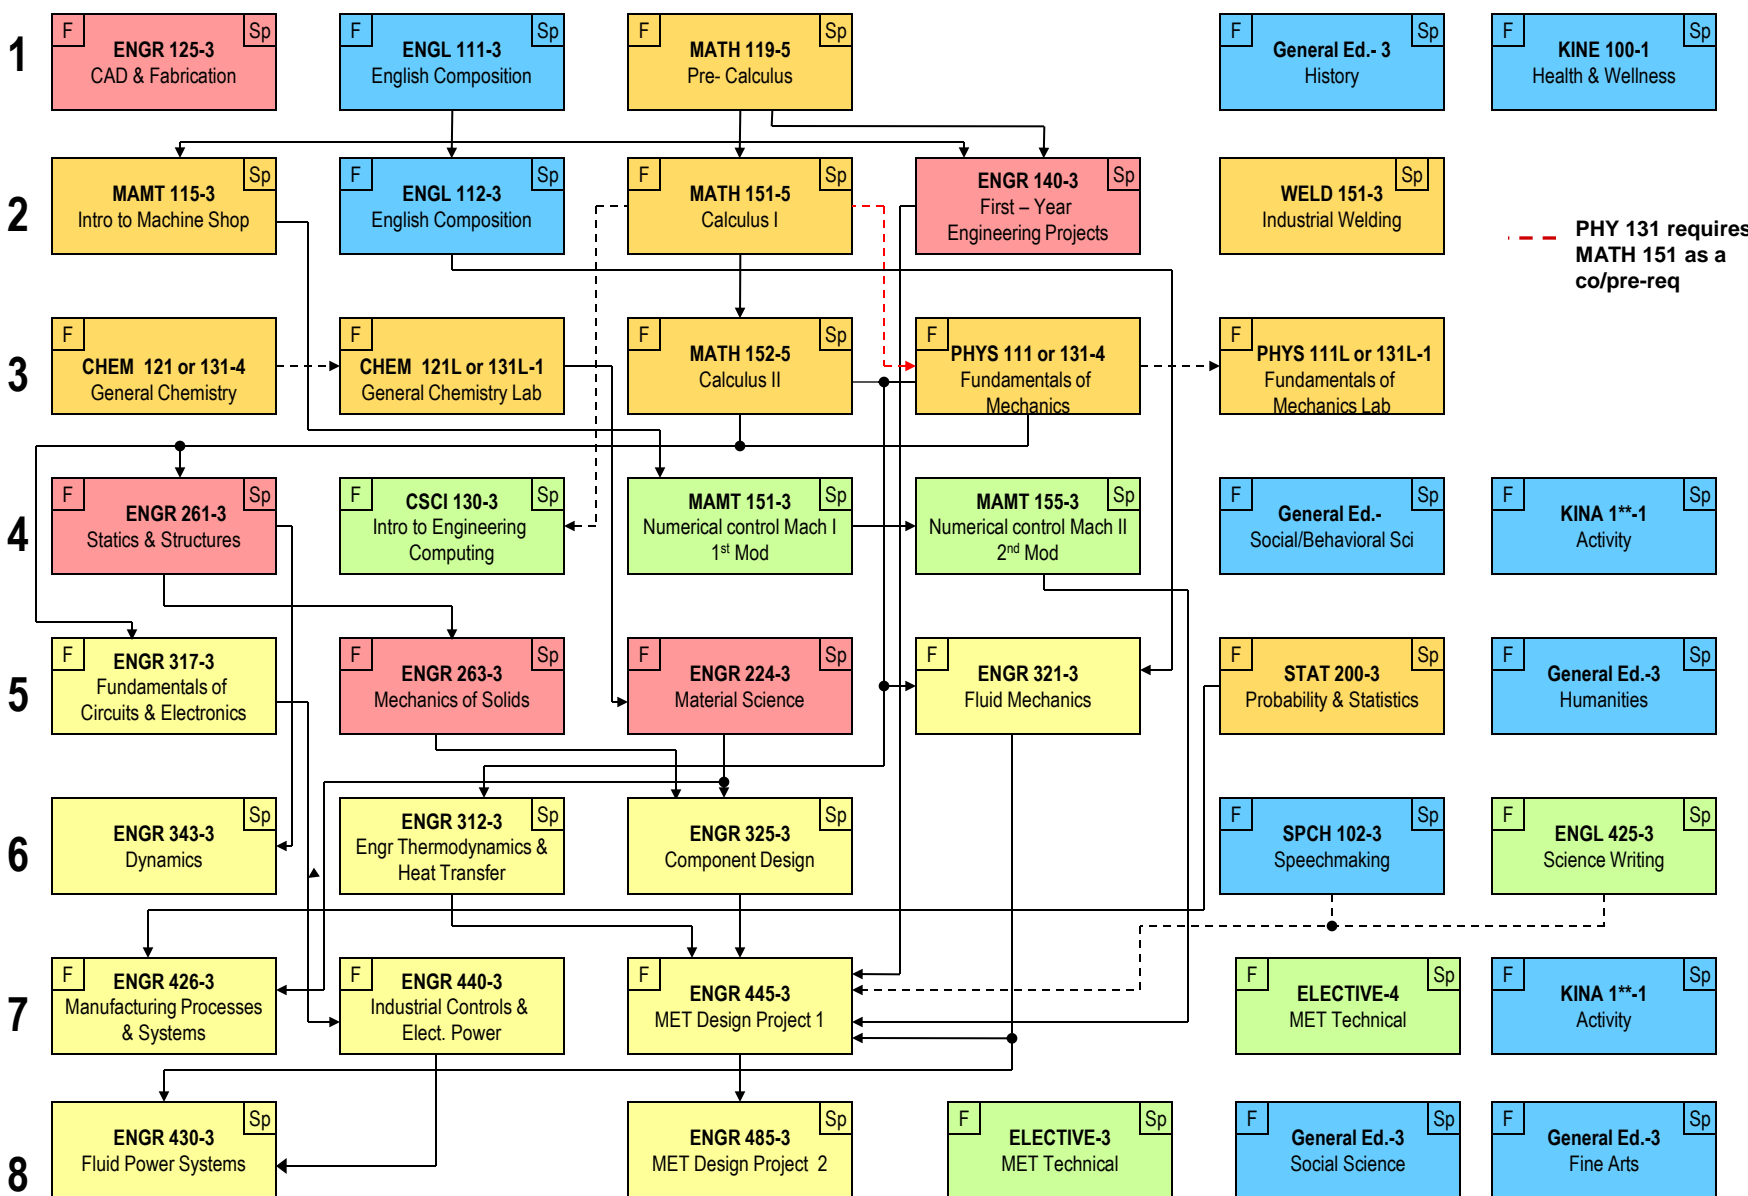 1
F
ENGR 125-3
Sp
CAD & Fabrication
F
ENGL 111-3
Sp
English Composition
F
MATH 119-5
Sp
Pre- Calculus
F
General Ed.- 3
Sp
History
F
KINE 100-1
Sp
Health & Wellness
2
MAMT 115-3
Sp
Intro to Machine Shop
F
ENGL 112-3
Sp
English Composition
F
MATH 151-5
Sp
Calculus I
ENGR 140-3
Sp
First – Year
Engineering Projects
WELD 151-3
Sp
Industrial Welding
PHY 131 requires
MATH 151 as a
co/pre-req
3
F
CHEM 121 or 131-4
General Chemistry
F
CHEM 121L or 131L-1
General Chemistry Lab
F
MATH 152-5
Sp
Calculus II
F
PHYS 111 or 131-4
Fundamentals of
Mechanics
F
PHYS 111L or 131L-1
Fundamentals of
Mechanics Lab
4
F
ENGR 261-3
Sp
Statics & Structures
F
CSCI 130-3
Sp
Intro to Engineering
Computing
MAMT 151-3
Sp
Numerical control Mach I
1st Mod
MAMT 155-3
Sp
Numerical control Mach II
2nd Mod
F
General Ed.-
Sp
Social/Behavioral Sci
F
KINA 1**-1
Sp
Activity
5
F
ENGR 317-3
Fundamentals of
Circuits & Electronics
F
ENGR 263-3
Sp
Mechanics of Solids
F
ENGR 224-3
Sp
Material Science
F
ENGR 321-3
Fluid Mechanics
F
STAT 200-3
Sp
Probability & Statistics
F
General Ed.-3
Sp
Humanities
6
ENGR 343-3
Sp
Dynamics
ENGR 312-3
Sp
Engr Thermodynamics &
Heat Transfer
ENGR 325-3
Sp
Component Design
F
SPCH 102-3
Sp
Speechmaking
F
ENGL 425-3
Sp
Science Writing
7
F
ENGR 426-3
Manufacturing Processes
& Systems
F
ENGR 440-3
Industrial Controls &
Elect. Power
F
ENGR 445-3
MET Design Project 1
F
ELECTIVE-4
Sp
MET Technical
F
KINA 1**-1
Sp
Activity
8
ENGR 430-3
Sp
Fluid Power Systems
ENGR 485-3
Sp
MET Design Project 2
F
ELECTIVE-3
Sp
MET Technical
F
General Ed.-3
Sp
Social Science
F
General Ed.-3
Sp
Fine Arts